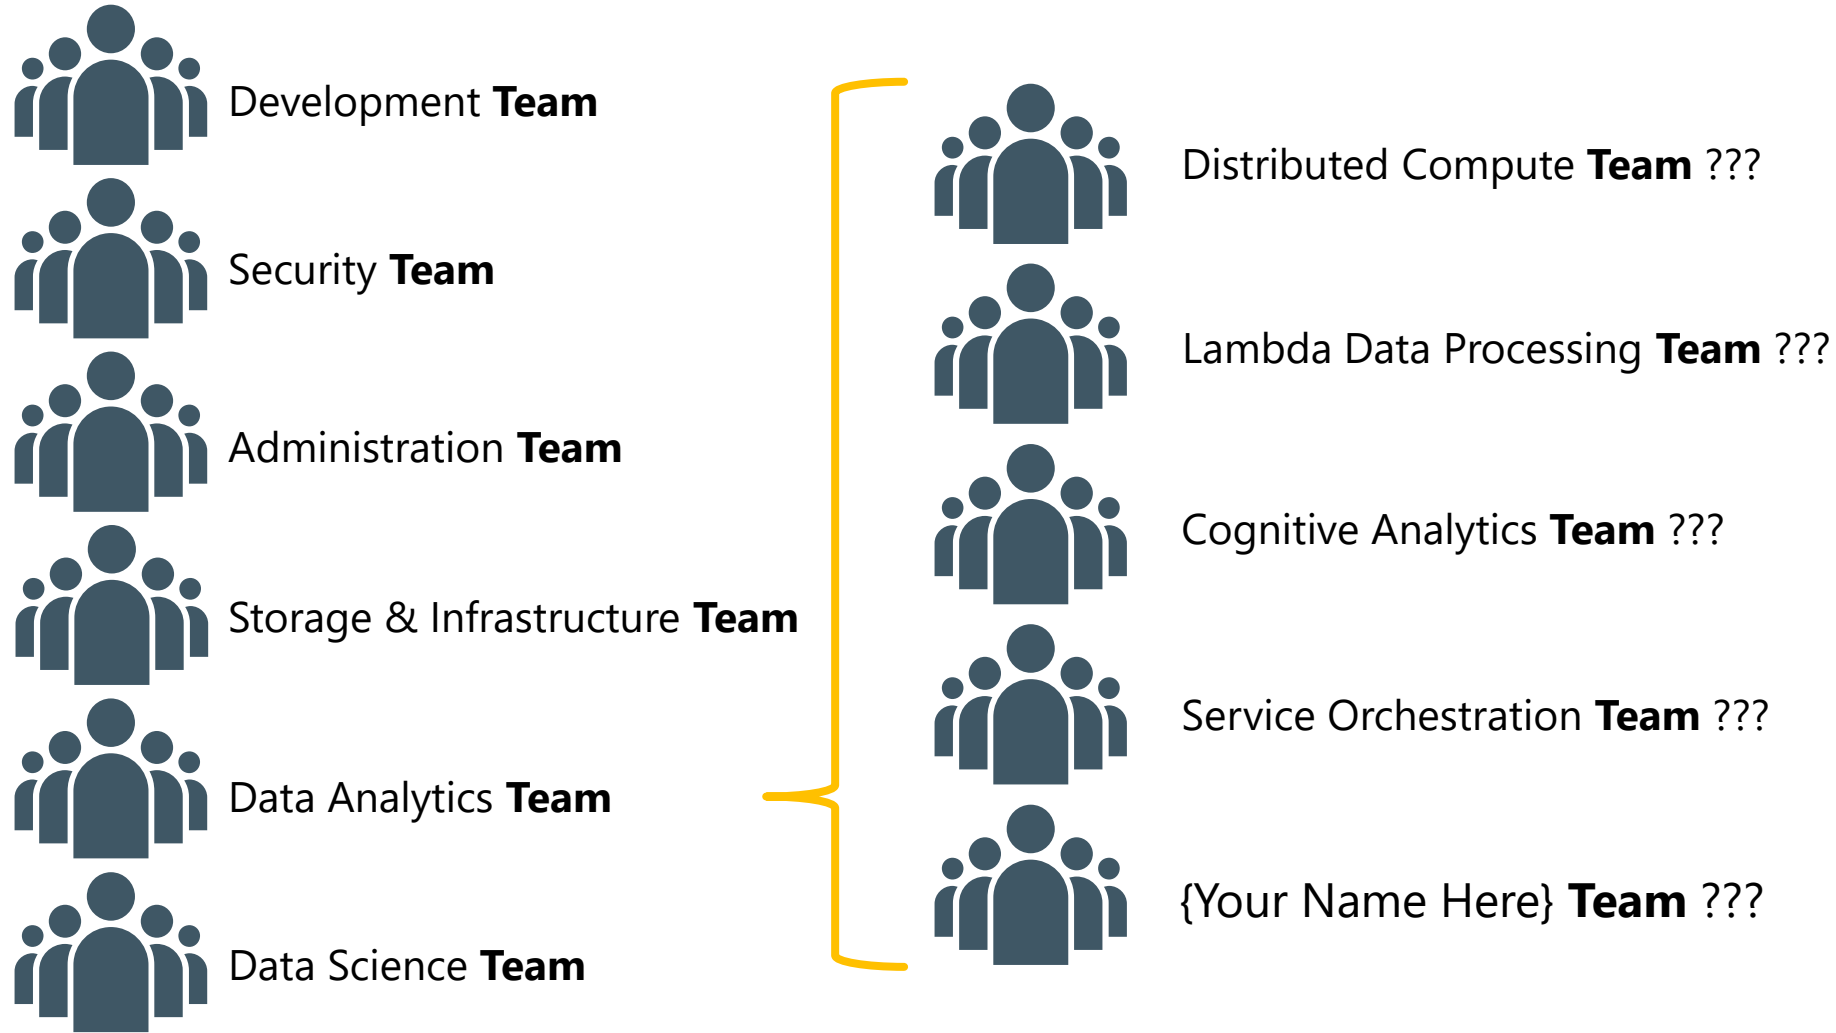 Development Team
Security Team
Administration Team
Storage & Infrastructure Team
Data Analytics Team
Data Science Team
Distributed Compute Team ???
Lambda Data Processing Team ???
Cognitive Analytics Team ???
Service Orchestration Team ???
{Your Name Here} Team ???